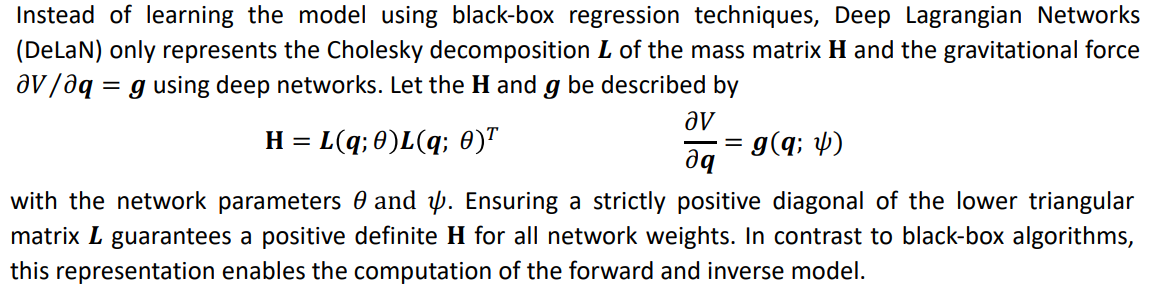 Instead of learning the model using black-box regression techniques, Deep Lagrangian Networks
(DeLaN) only represents the Cholesky decomposition L of the mass matrix H and the gravitational force
∂V/∂q = g using deep networks. Let the H and g be described by
H = L(q; θ)L(q; θ)ᵀ    ∂V/∂q = g(q; ψ)
with the network parameters θ and ψ. Ensuring a strictly positive diagonal of the lower triangular
matrix L guarantees a positive definite H for all network weights. In contrast to black-box algorithms,
this representation enables the computation of the forward and inverse model.